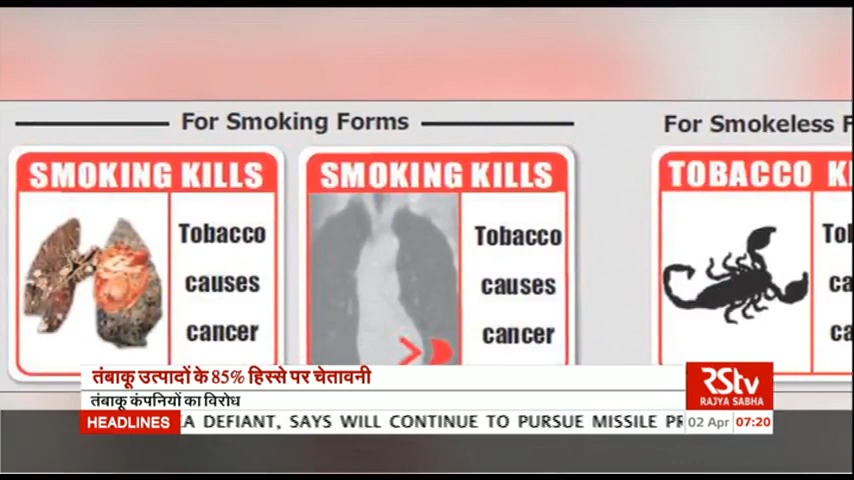 For Smoking Forms
For Smokeless
SMOKING KILLS
Tobacco
causes
cancer
SMOKING KILLS
Tobacco
causes
cancer
TOBACCO
तंबाकू उत्पादों के 85% हिस्से पर चेतावनी
तंबाकू कंपनियों का विरोध
RStv
RAJYA SABHA
HEADLINES
DEFIANT, SAYS WILL CONTINUE TO PURSUE MISSILE
02 Apr 07:20